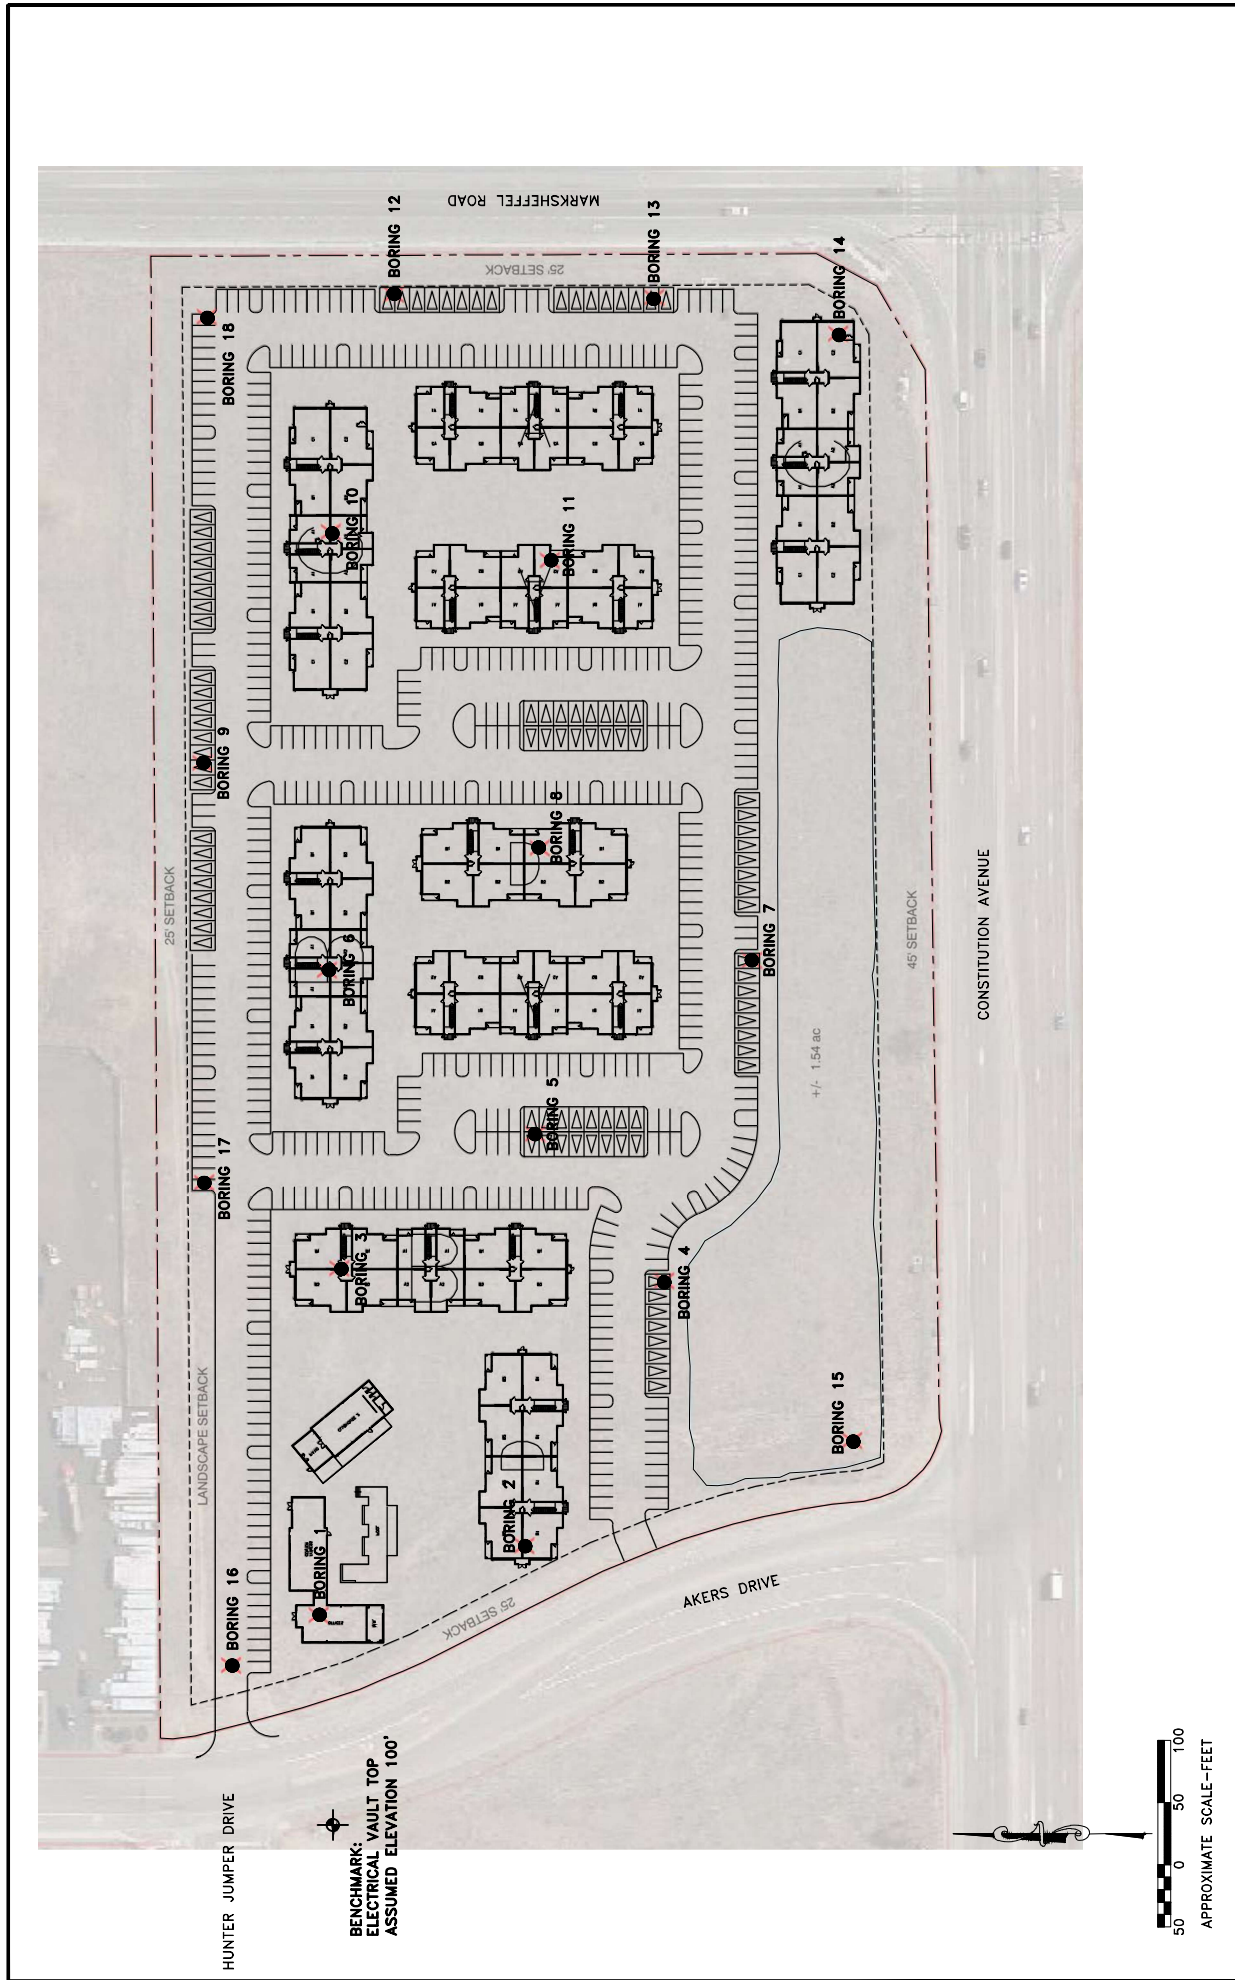 MARKSHEFFEL ROAD
BORING 12
BORING 13
BORING 14
25' SETBACK
BORING 18
BORING 10
BORING 11
BORING 9
BORING 8
25' SETBACK
BORING 6
BORING 7
45' SETBACK
CONSTITUTION AVENUE
+/- 1.54 ac
BORING 5
BORING 17
BORING 3
BORING 4
LANDSCAPE SETBACK
BORING 15
BORING 2
BORING 1
BORING 16
25' SETBACK
AKERS DRIVE
HUNTER JUMPER DRIVE
BENCHMARK:
ELECTRICAL VAULT TOP
ASSUMED ELEVATION 100'
50 0 50 100
APPROXIMATE SCALE-FEET